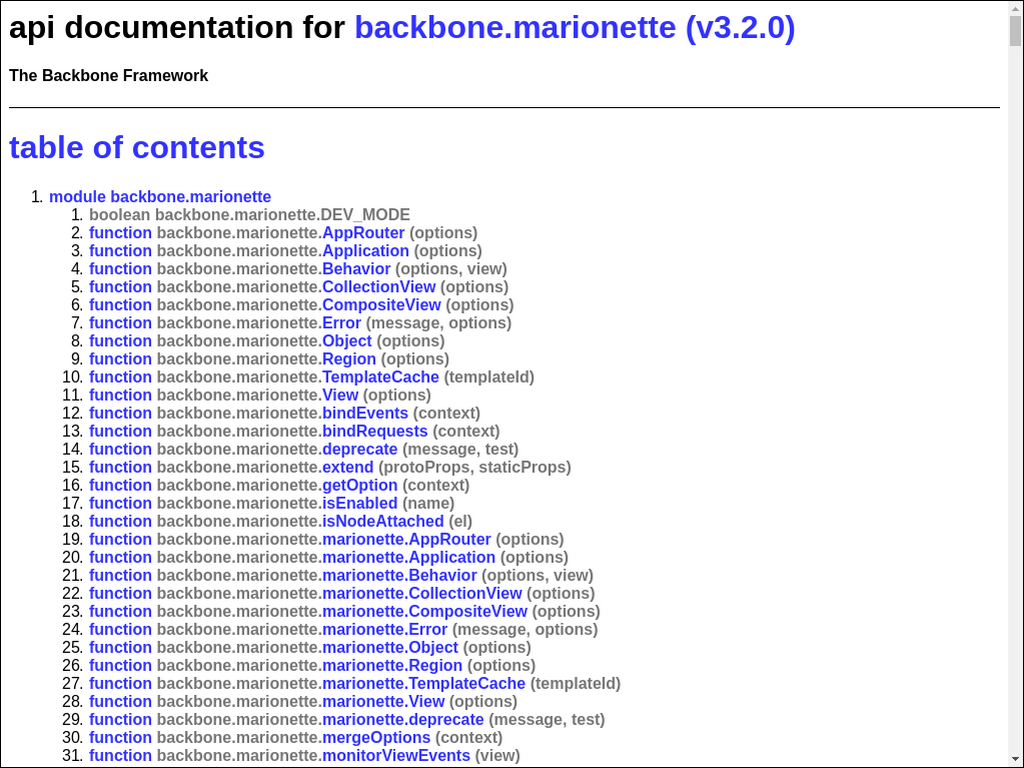 api documentation for backbone.marionette (v3.2.0)
The Backbone Framework
table of contents
1. module backbone.marionette
1. boolean backbone.marionette.DEV_MODE
2. function backbone.marionette.AppRouter (options)
3. function backbone.marionette.Application (options)
4. function backbone.marionette.Behavior (options, view)
5. function backbone.marionette.CollectionView (options)
6. function backbone.marionette.CompositeView (options)
7. function backbone.marionette.Error (message, options)
8. function backbone.marionette.Object (options)
9. function backbone.marionette.Region (options)
10. function backbone.marionette.TemplateCache (templateId)
11. function backbone.marionette.View (options)
12. function backbone.marionette.bindEvents (context)
13. function backbone.marionette.bindRequests (context)
14. function backbone.marionette.deprecate (message, test)
15. function backbone.marionette.extend (protoProps, staticProps)
16. function backbone.marionette.getOption (context)
17. function backbone.marionette.isEnabled (name)
18. function backbone.marionette.isNodeAttached (el)
19. function backbone.marionette.marionette.AppRouter (options)
20. function backbone.marionette.marionette.Application (options)
21. function backbone.marionette.marionette.Behavior (options, view)
22. function backbone.marionette.marionette.CollectionView (options)
23. function backbone.marionette.marionette.CompositeView (options)
24. function backbone.marionette.marionette.Error (message, options)
25. function backbone.marionette.marionette.Object (options)
26. function backbone.marionette.marionette.Region (options)
27. function backbone.marionette.marionette.TemplateCache (templateId)
28. function backbone.marionette.marionette.View (options)
29. function backbone.marionette.marionette.deprecate (message, test)
30. function backbone.marionette.mergeOptions (context)
31. function backbone.marionette.monitorViewEvents (view)